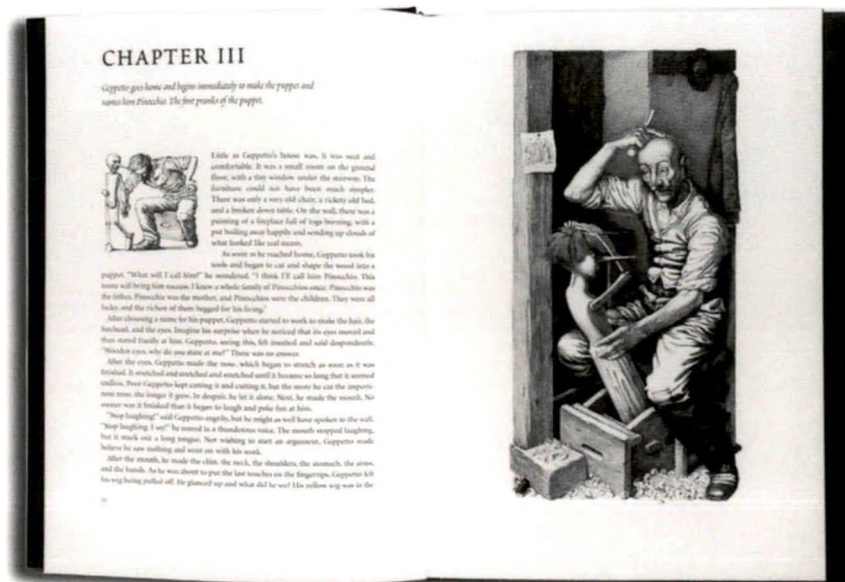 CHAPTER III
Geppetto goes home and begins immediately to make the puppet and
names him Pinocchio. The first pranks of the puppet.
Little as Geppetto's house was, it was neat and
comfortable. It was a small room on the ground
floor, with a tiny window under the stairway. The
furniture could not have been much simpler.
There was only a very old chair, a rickety old bed,
and a broken down table. On the wall, there was a
painting of a fireplace full of logs burning, with a
pot boiling away happily and sending up clouds of
what looked like real steam.
As soon as he reached home, Geppetto took his
tools and began to cut and shape the wood into a
puppet. "What will I call him?" he wondered. "I think I'll call him Pinocchio. This
name will bring him success. I knew a whole family of Pinocchios once. Pinocchio was
the father, Pinocchia was the mother, and Pinocchios were the children. They were all
lucky, and the richest of them begged for his living."
After choosing a name for his puppet, Geppetto started to work to make the hair, the
forehead, and the eyes. Imagine his surprise when he noticed that its eyes moved and
then stared fixedly at him. Geppetto, seeing this, felt insulted and said despondently,
"Wooden eyes, why do you stare at me?" There was no answer.
After the eyes, Geppetto made the nose, which began to stretch as soon as it was
finished. It stretched and stretched and stretched until it became so long that it seemed
endless. Poor Geppetto kept cutting it and cutting it, but the more he cut the imperti-
nent nose, the longer it grew. In despair, he let it alone. Next, he made the mouth. No
sooner was it finished than it began to laugh and poke fun at him.
"Stop laughing!" said Geppetto angrily, but he might as well have spoken to the wall.
"Stop laughing, I say!" he roared in a thunderous voice. The mouth stopped laughing,
but it stuck out a long tongue. Not wishing to start an argument, Geppetto made
believe he saw nothing and went on with his work.
After the mouth, he made the chin, the neck, the shoulders, the stomach, the arms,
and the hands. As he was about to put the last touches on the fingertips, Geppetto felt
his wig being pulled off. He glanced up and what did he see? His yellow wig was in the